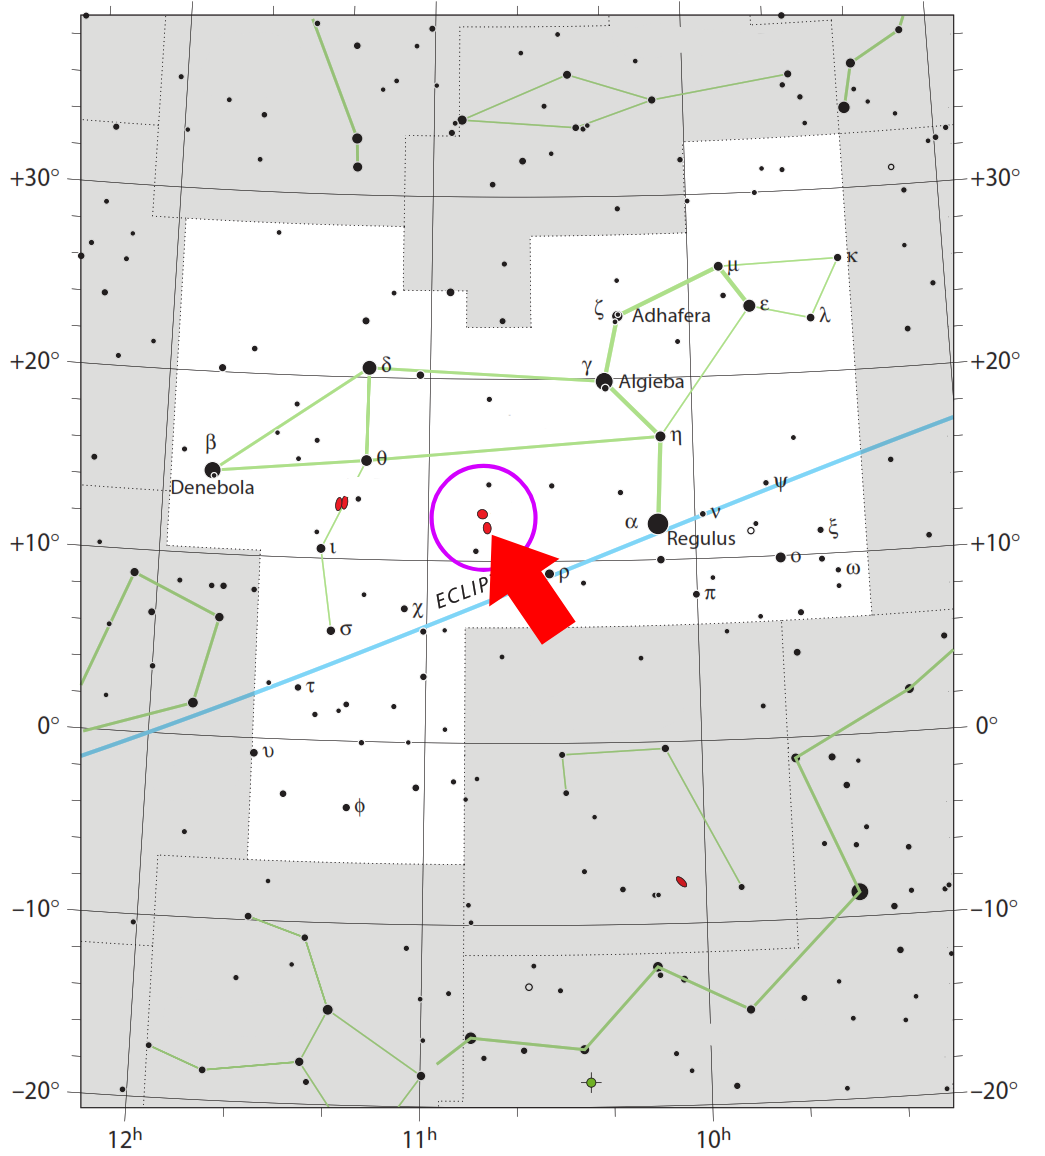 +30° +30°
κ
μ
ε
ζ Adhafera λ
+20° +20°
δ
γ Algieba
η
β
θ
Denebola
ψ
ν
α ξ
Regulus
+10° ι ο +10°
ρ ω
ECLIP
π
χ
σ
τ
0° 0°
υ
ϕ
−10° −10°
−20° −20°
12h 11h 10h